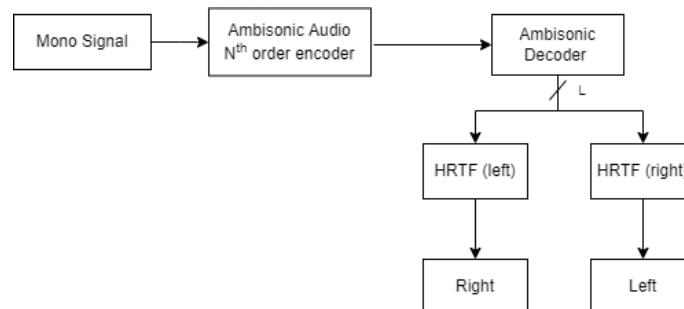 Mono Signal
Ambisonic Audio
Nth order encoder
Ambisonic
Decoder
L
HRTF (left)
HRTF (right)
Right
Left